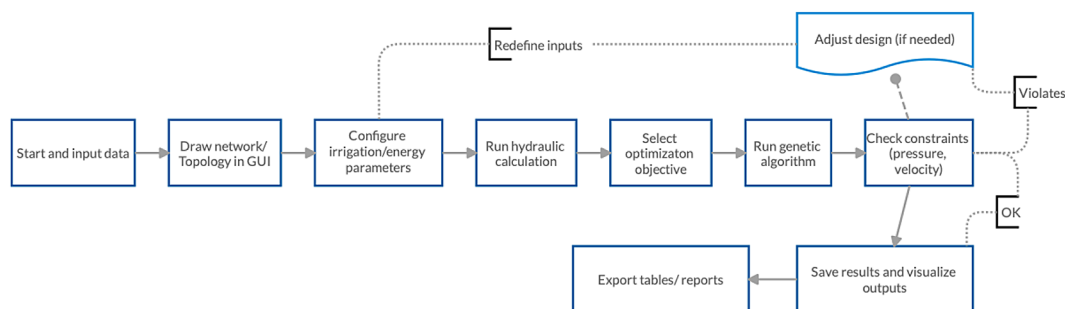 Redefine inputs
Adjust design (if needed)
Violates
Start and input data
Draw network/
Topology in GUI
Configure
irrigation/energy
parameters
Run hydraulic
calculation
Select
optimizaton
objective
Run genetic
algorithm
Check constraints
(pressure,
velocity)
OK
Export tables/ reports
Save results and visualize
outputs